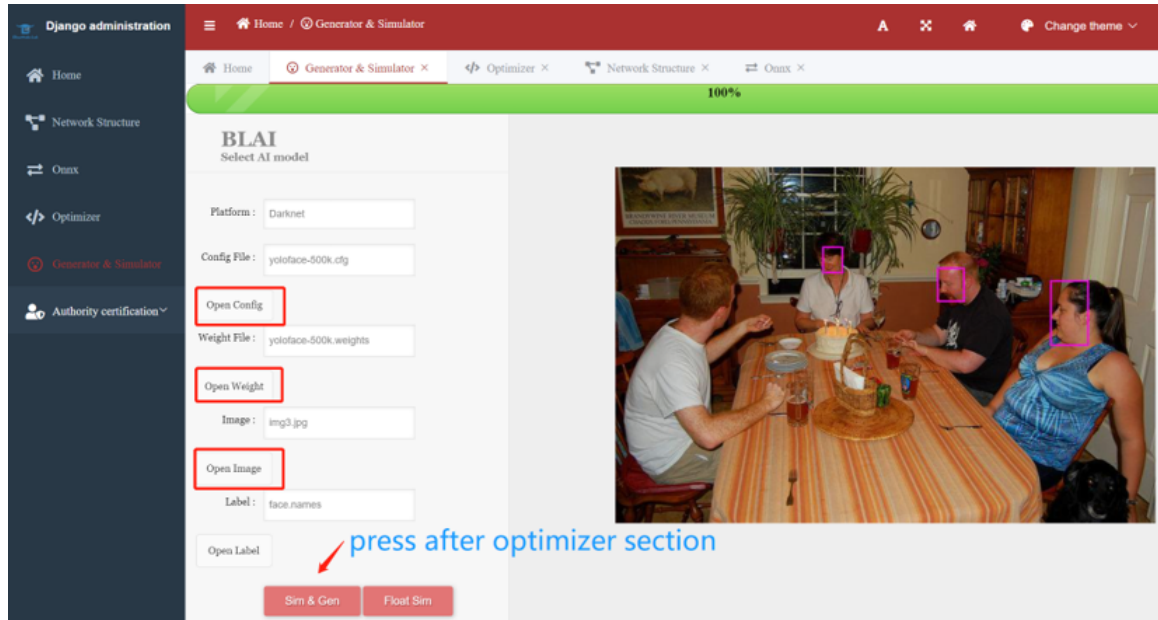 Django administration
Home / Generator & Simulator
A
Change theme
Home
Network Structure
Onnx
Optimizer
Generator & Simulator
Authority certification
Home
Generator & Simulator ×
Optimizer ×
Network Structure ×
Onnx ×
100%
BLAI
Select AI model
Platform : Darknet
Config File : yoloface-500k.cfg
Open Config
Weight File : yoloface-500k.weights
Open Weight
Image : img3.jpg
Open Image
Label : face.names
Open Label
press after optimizer section
Sim & Gen
Float Sim
BRANDYWINE RIVER MUSEUM